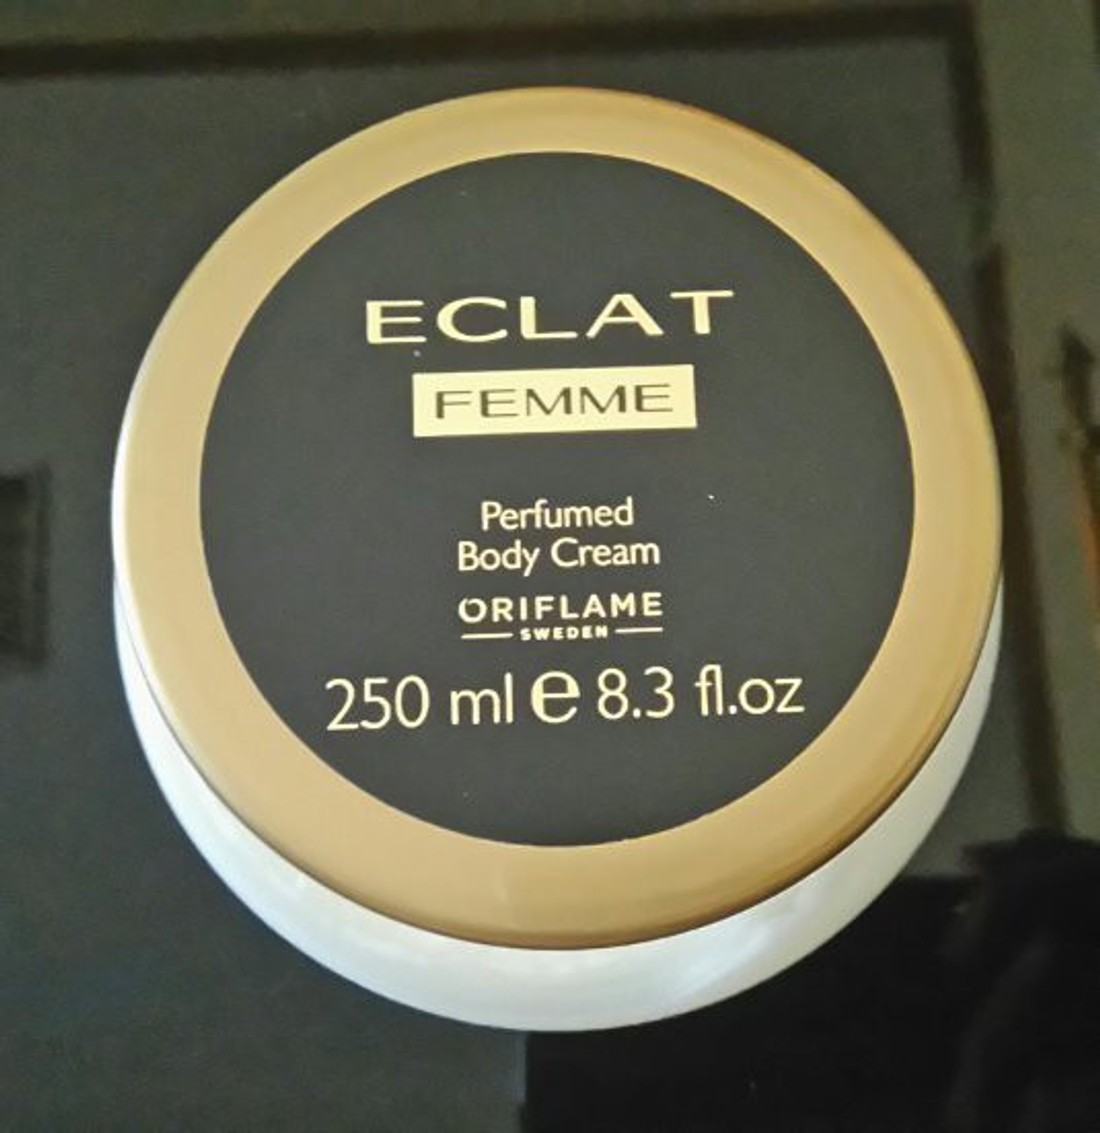 ECLAT
FEMME
Perfumed
Body Cream
ORIFLAME
SWEDEN
250 ml e 8.3 fl.oz